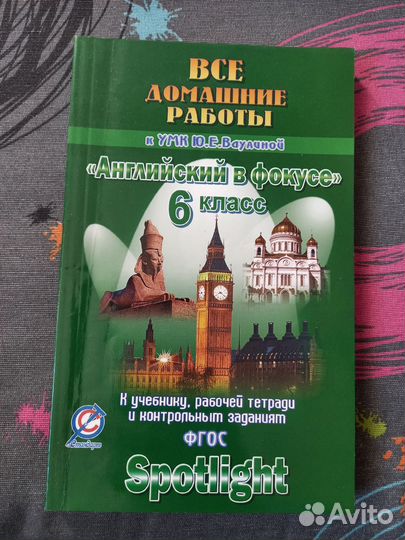 ВСЕ
ДОМАШНИЕ
РАБОТЫ
к УМК Ю.Е.Ваулиной
«Английский в фокусе»
6 класс
К учебнику, рабочей тетради
и контрольным заданиям
ФГОС
Spotlight
Avito